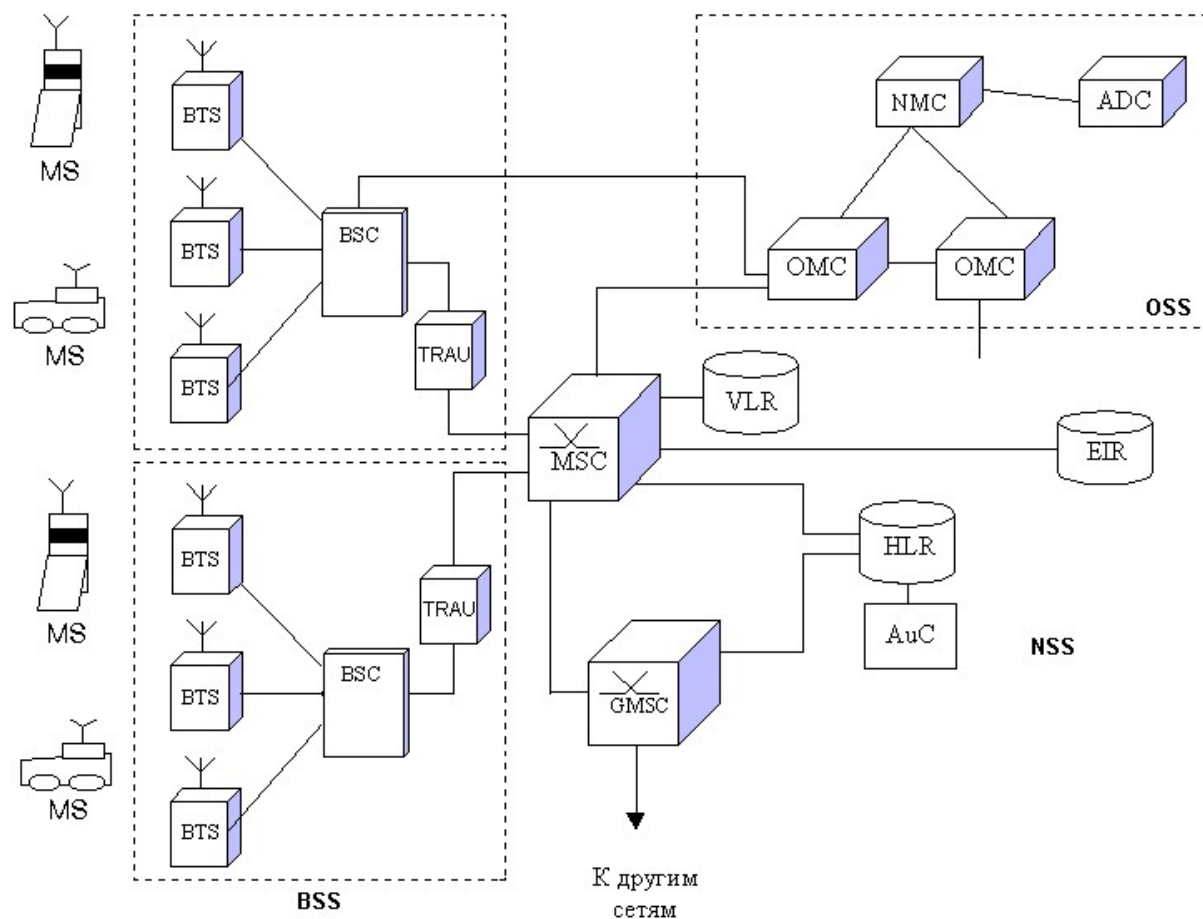 MS
BTS
BTS
BTS
BSC
TRAU
MS
NMC
ADC
OMC
OMC
OSS
VLR
MSC
EIR
MS
BTS
BTS
BTS
BSC
TRAU
MS
BSS
HLR
AuC
NSS
GMSC
К другим
сетям